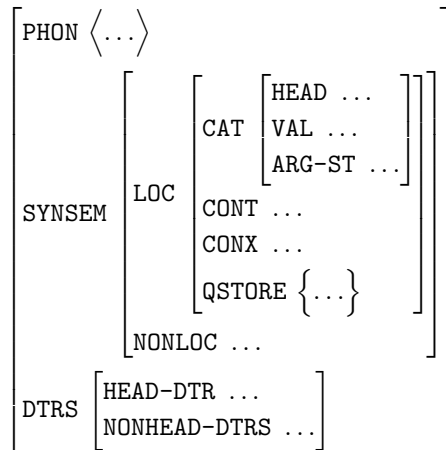 PHON ⟨...⟩
HEAD ...
CAT VAL ...
ARG-ST ...
LOC
CONT ...
SYNSEM
CONX ...
QSTORE {...}
NONLOC ...
HEAD-DTR ...
DTRS
NONHEAD-DTRS ...